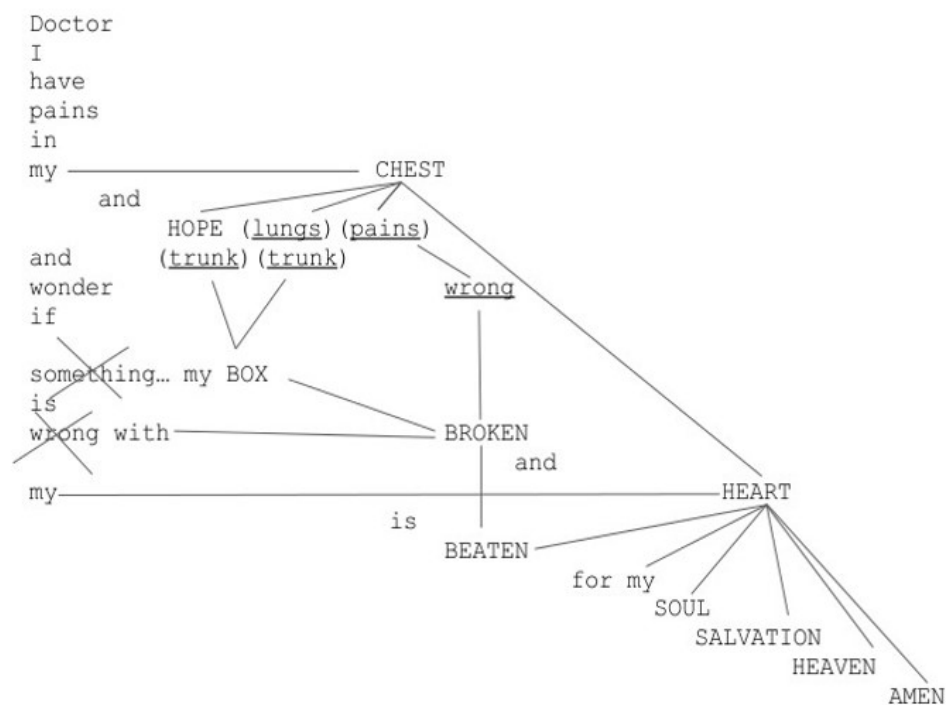 Doctor
I
have
pains
in
my CHEST
and
HOPE (lungs) (pains)
and (trunk) (trunk)
wonder wrong
if
something… my BOX
is
wrong with BROKEN
and
my HEART
is
BEATEN
for my
SOUL
SALVATION
HEAVEN
AMEN